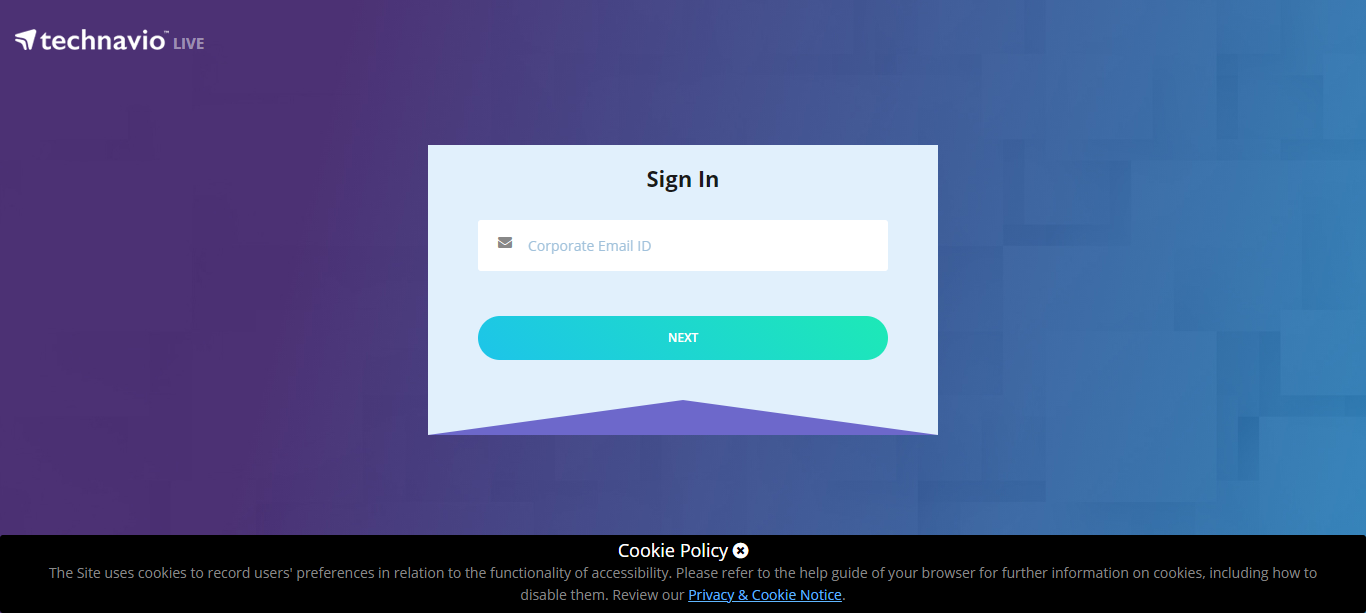 technavio™ LIVE
Sign In
Corporate Email ID
NEXT
Cookie Policy
The Site uses cookies to record users' preferences in relation to the functionality of accessibility. Please refer to the help guide of your browser for further information on cookies, including how to
disable them. Review our Privacy & Cookie Notice.